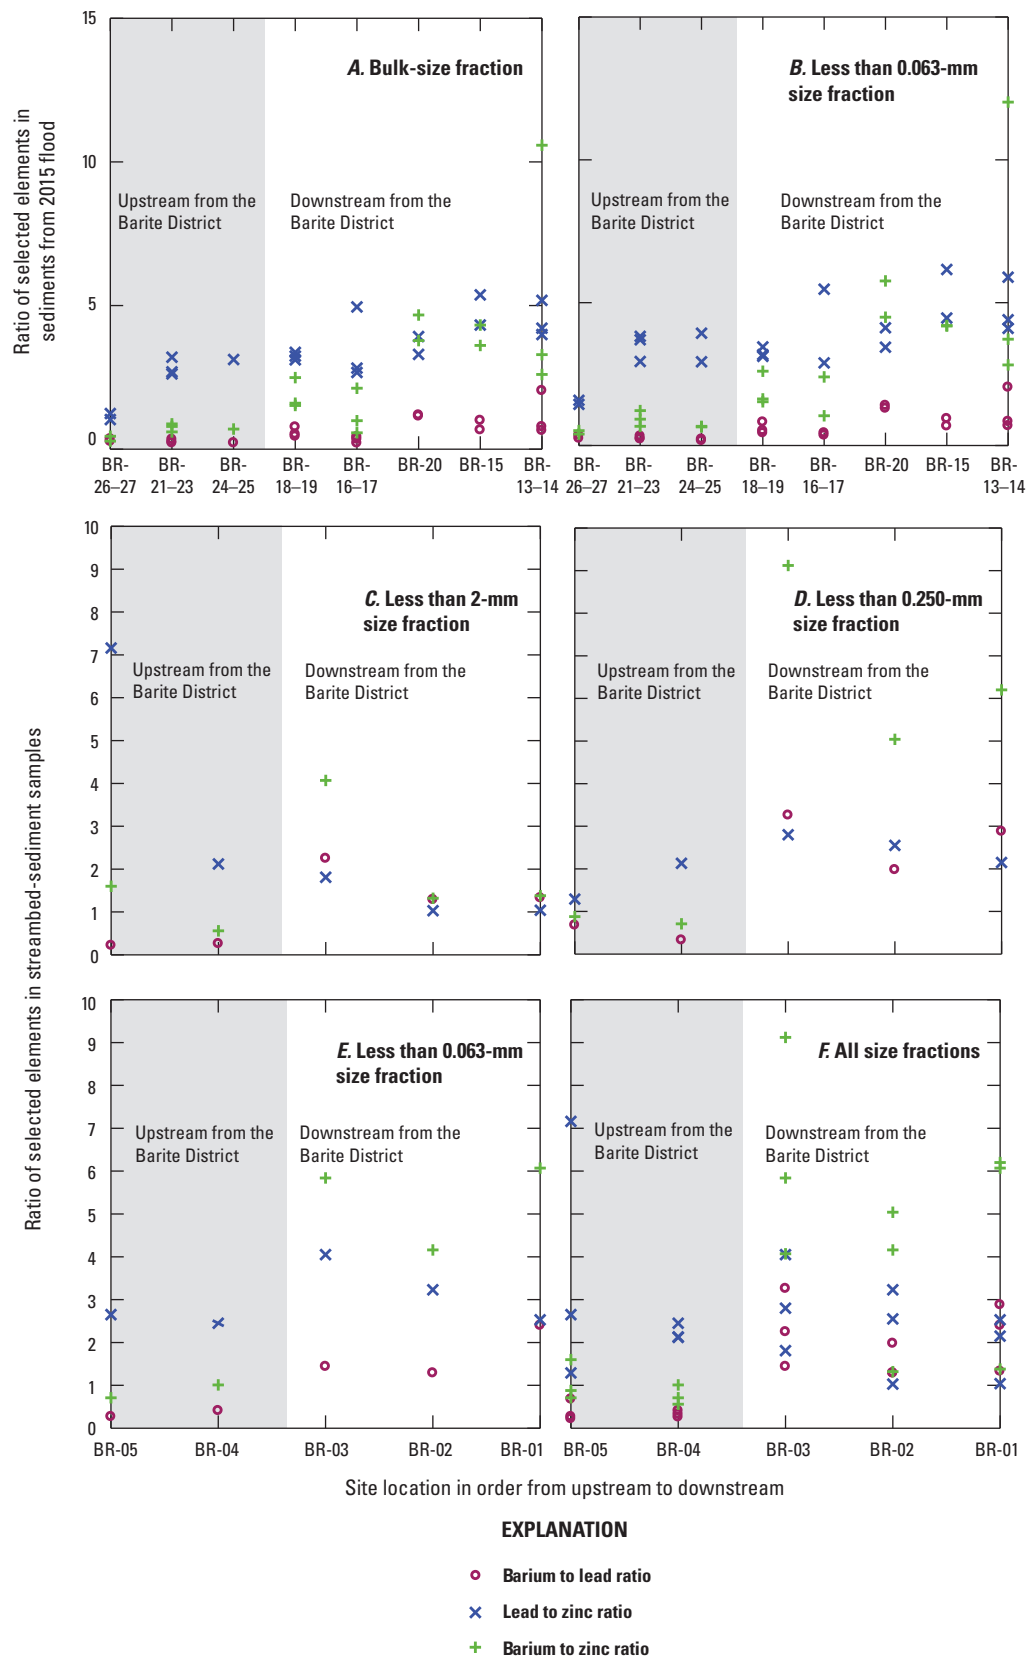 Ratio of selected elements in
sediments from 2015 flood
15
10
5
0
A. Bulk-size fraction
Upstream from the
Barite District
Downstream from the
Barite District
BR-
26–27
BR-
21–23
BR-
24–25
BR-
18–19
BR-
16–17
BR-20
BR-15
BR-
13–14
B. Less than 0.063-mm
size fraction
Upstream from the
Barite District
Downstream from the
Barite District
BR-
26–27
BR-
21–23
BR-
24–25
BR-
18–19
BR-
16–17
BR-20
BR-15
BR-
13–14
Ratio of selected elements in streambed-sediment samples
10
9
8
7
6
5
4
3
2
1
0
C. Less than 2-mm
size fraction
Upstream from the
Barite District
Downstream from the
Barite District
D. Less than 0.250-mm
size fraction
Upstream from the
Barite District
Downstream from the
Barite District
10
9
8
7
6
5
4
3
2
1
0
E. Less than 0.063-mm
size fraction
Upstream from the
Barite District
Downstream from the
Barite District
BR-05
BR-04
BR-03
BR-02
BR-01
F. All size fractions
Upstream from the
Barite District
Downstream from the
Barite District
BR-05
BR-04
BR-03
BR-02
BR-01
Site location in order from upstream to downstream
EXPLANATION
Barium to lead ratio
Lead to zinc ratio
Barium to zinc ratio